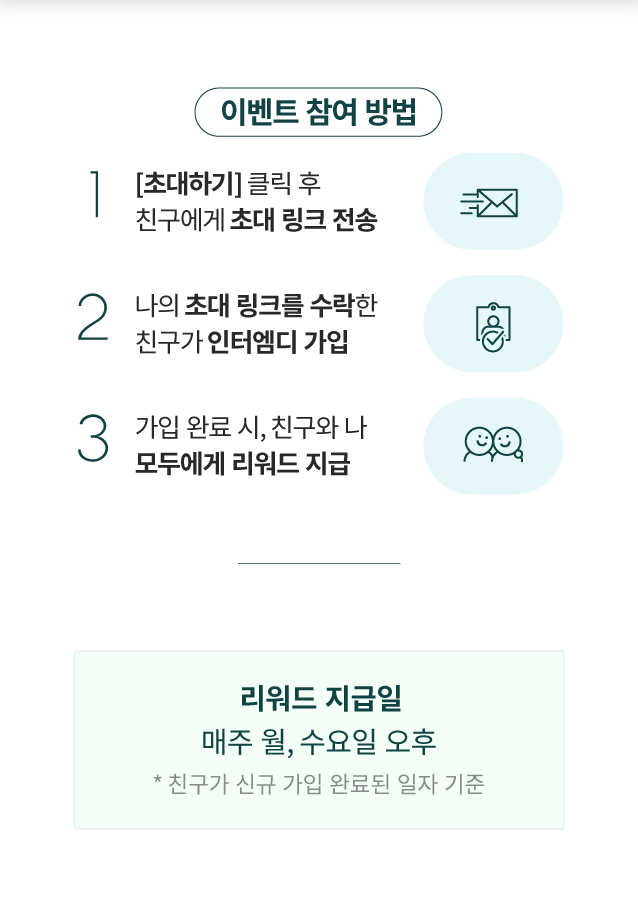 이벤트 참여 방법
1
[초대하기] 클릭 후
친구에게 초대 링크 전송
2
나의 초대 링크를 수락한
친구가 인터엠디 가입
3
가입 완료 시, 친구와 나
모두에게 리워드 지급
리워드 지급일
매주 월, 수요일 오후
* 친구가 신규 가입 완료된 일자 기준